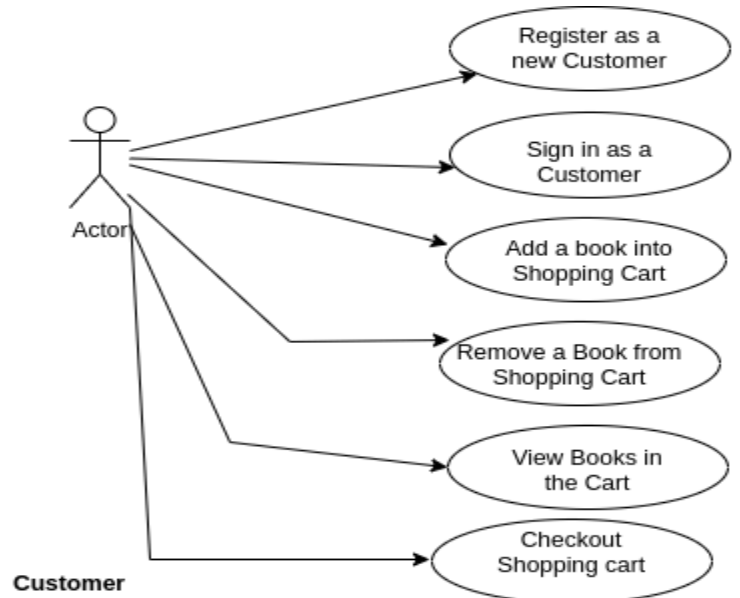 Register as a
new Customer
Sign in as a
Customer
Actor
Add a book into
Shopping Cart
Remove a Book from
Shopping Cart
View Books in
the Cart
Checkout
Shopping cart
Customer